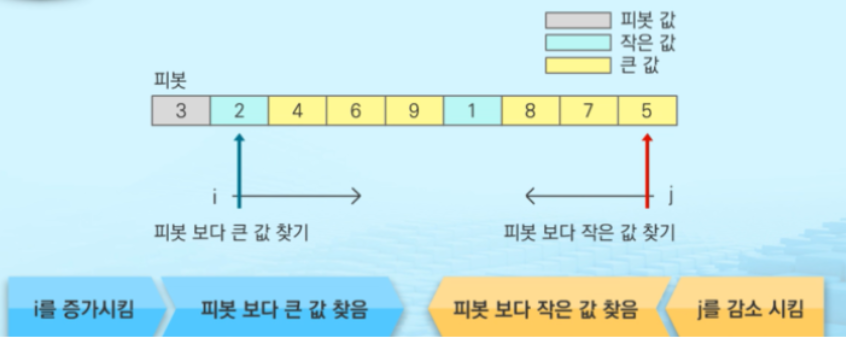 피봇 값
작은 값
큰 값
피봇
3 2 4 6 9 1 8 7 5
i j
피봇 보다 큰 값 찾기 피봇 보다 작은 값 찾기
i를 증가시킴 피봇 보다 큰 값 찾음 피봇 보다 작은 값 찾음 j를 감소 시킴